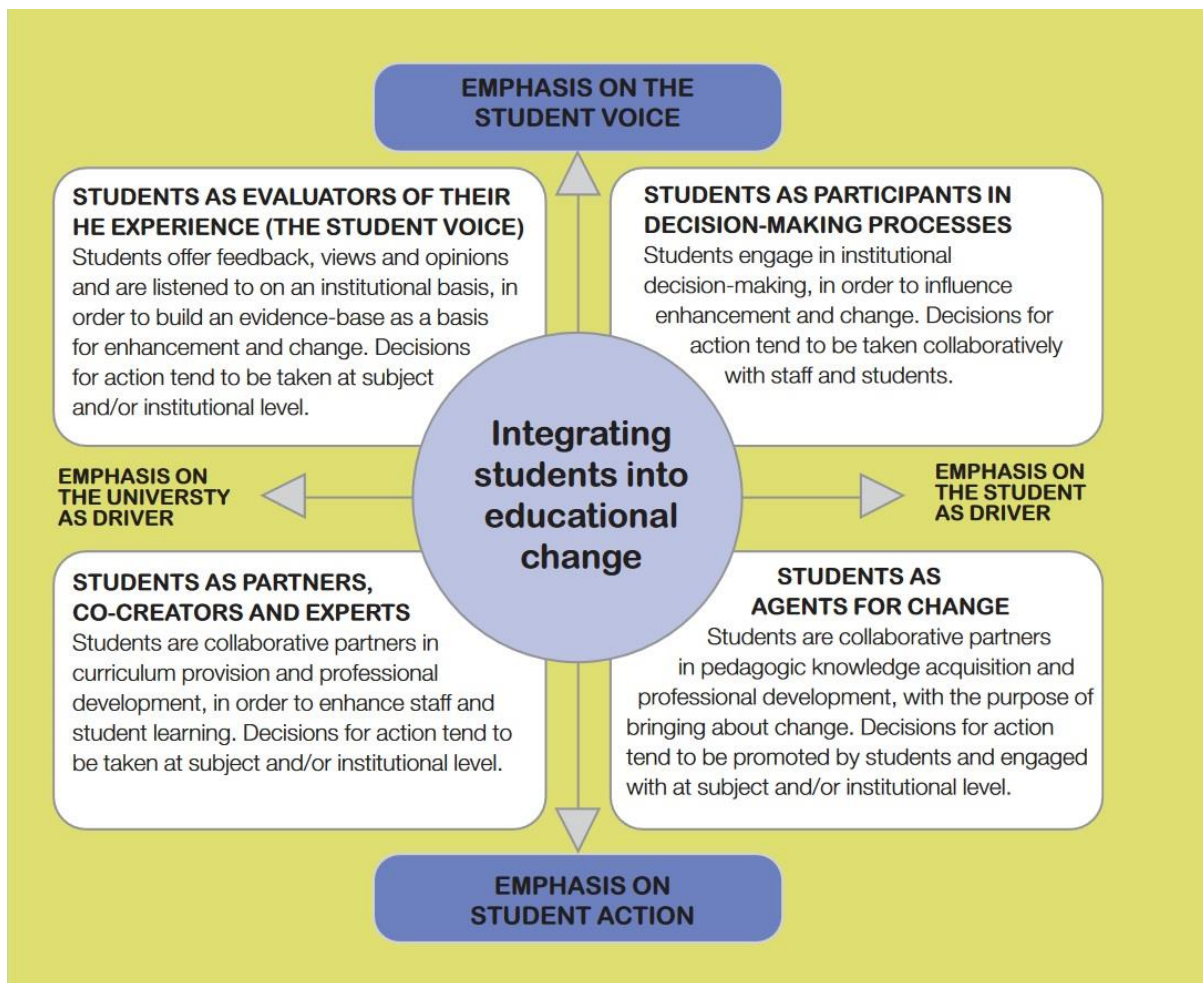 EMPHASIS ON THE
STUDENT VOICE
STUDENTS AS EVALUATORS OF THEIR
HE EXPERIENCE (THE STUDENT VOICE)
Students offer feedback, views and opinions
and are listened to on an institutional basis, in
order to build an evidence-base as a basis
for enhancement and change. Decisions
for action tend to be taken at subject
and/or institutional level.
STUDENTS AS PARTICIPANTS IN
DECISION-MAKING PROCESSES
Students engage in institutional
decision-making, in order to influence
enhancement and change. Decisions for
action tend to be taken collaboratively
with staff and students.
EMPHASIS ON
THE UNIVERSTY
AS DRIVER
Integrating
students into
educational
change
EMPHASIS ON
THE STUDENT
AS DRIVER
STUDENTS AS PARTNERS,
CO-CREATORS AND EXPERTS
Students are collaborative partners in
curriculum provision and professional
development, in order to enhance staff and
student learning. Decisions for action tend to
be taken at subject and/or institutional level.
STUDENTS AS
AGENTS FOR CHANGE
Students are collaborative partners
in pedagogic knowledge acquisition and
professional development, with the purpose of
bringing about change. Decisions for action
tend to be promoted by students and engaged
with at subject and/or institutional level.
EMPHASIS ON
STUDENT ACTION